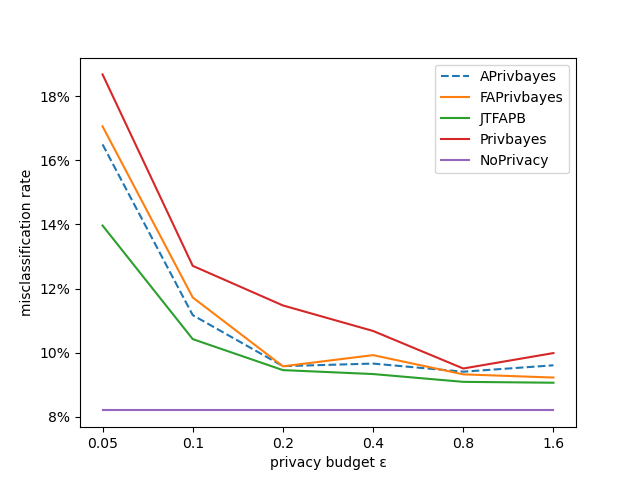 APrivbayes
FAPrivbayes
JTFAPB
Privbayes
NoPrivacy
misclassification rate
18%
16%
14%
12%
10%
8%
0.05 0.1 0.2 0.4 0.8 1.6
privacy budget ε